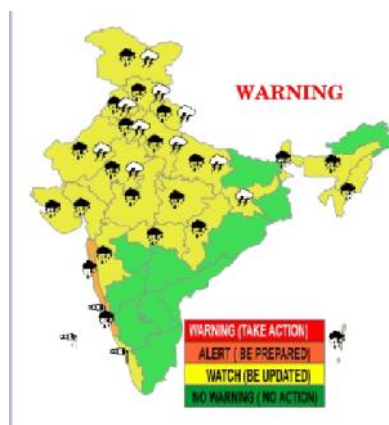 WARNING
WARNING (TAKE ACTION)
ALERT ( BE PREPARED)
WATCH (BE UPDATED)
NO WARNING ( NO ACTION)